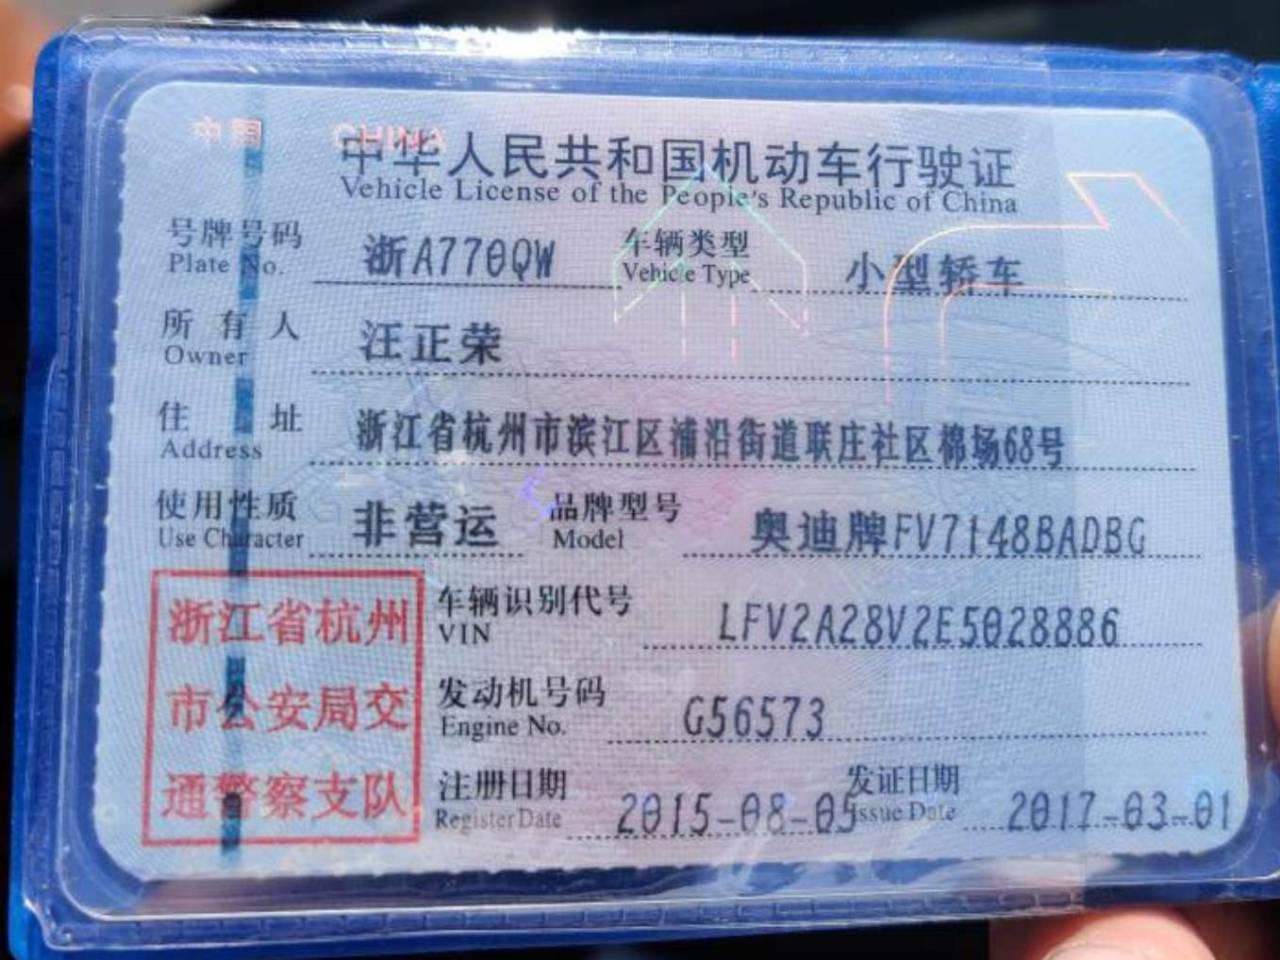 中国 CHINA
中华人民共和国机动车行驶证
Vehicle License of the People's Republic of China
号牌号码 浙A770QW 车辆类型 小型轿车
Plate No. Vehicle Type
所有人 汪正荣
Owner
住址 浙江省杭州市滨江区浦沿街道联庄社区棉场68号
Address
使用性质 非营运 品牌型号 奥迪牌FV7148BADBG
Use Character Model
浙江省杭州
市公安局交
通警察支队
车辆识别代号 LFV2A28V2E5028886
VIN
发动机号码 G56573
Engine No.
注册日期 2015-08-05 发证日期 2017-03-01
Register Date Issue Date